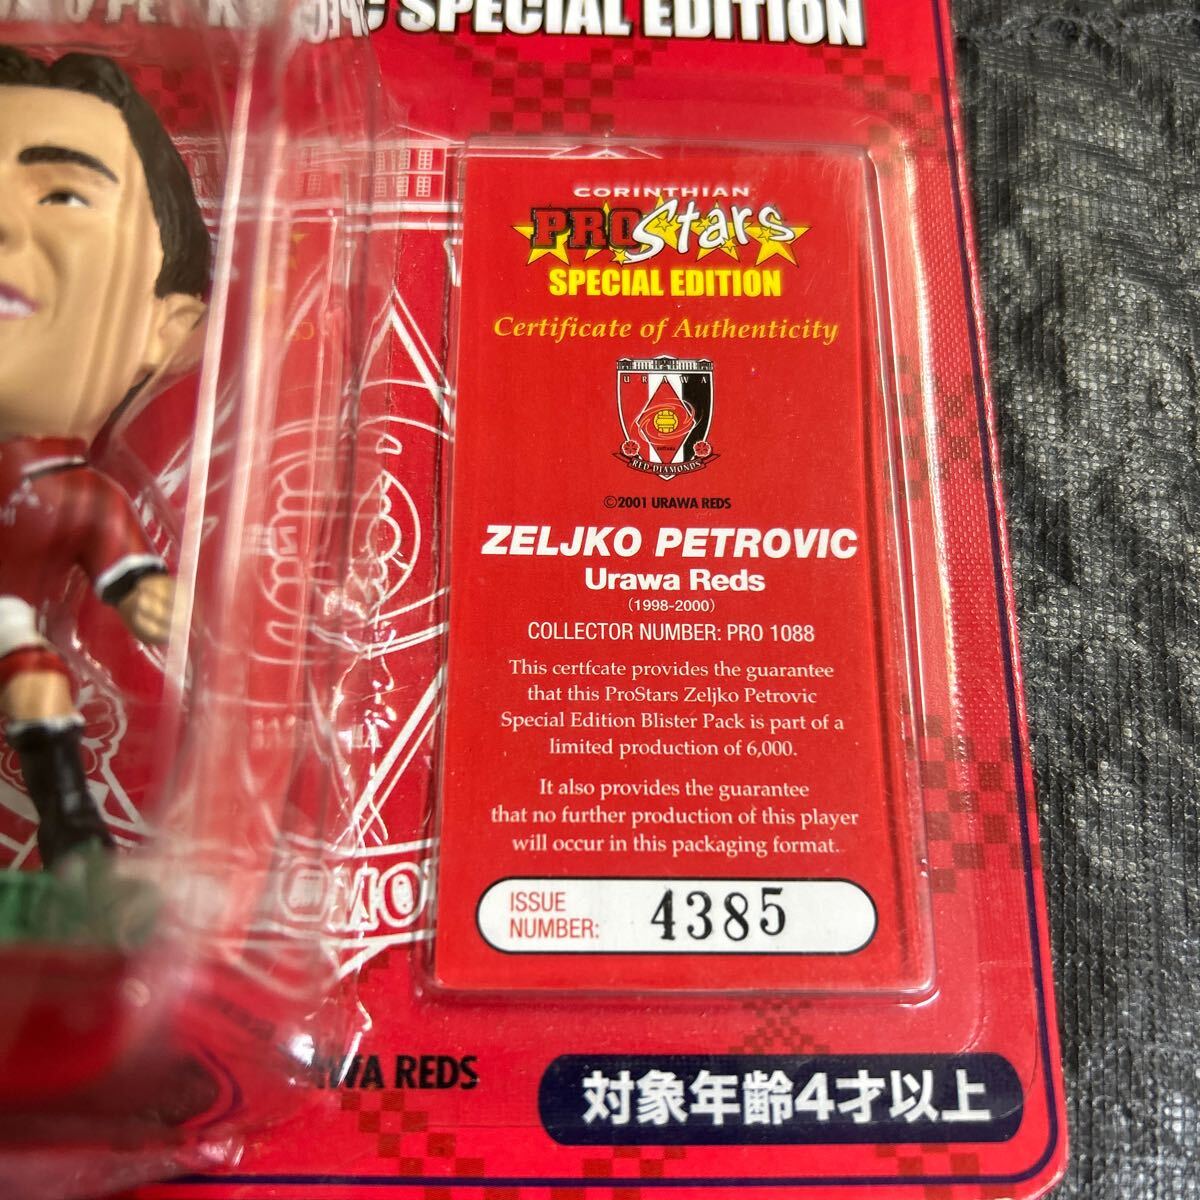 SPECIAL EDITION
CORINTHIAN
PROStars
SPECIAL EDITION
Certificate of Authenticity
URAWA
RED DIAMONDS
©2001 URAWA REDS
ZELJKO PETROVIC
Urawa Reds
(1998-2000)
COLLECTOR NUMBER: PRO 1088
This certfcate provides the guarantee
that this ProStars Zeljko Petrovic
Special Edition Blister Pack is part of a
limited production of 6,000.
It also provides the guarantee
that no further production of this player
will occur in this packaging format.
ISSUE
NUMBER: 4385
REDS
対象年齢4才以上